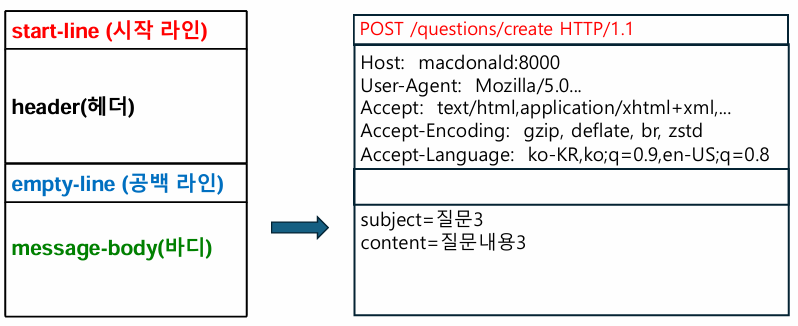 start-line (시작 라인)
header(헤더)
empty-line (공백 라인)
message-body(바디)
POST /questions/create HTTP/1.1
Host: macdonald:8000
User-Agent: Mozilla/5.0...
Accept: text/html,application/xhtml+xml,...
Accept-Encoding: gzip, deflate, br, zstd
Accept-Language: ko-KR,ko;q=0.9,en-US;q=0.8
subject=질문3
content=질문내용3